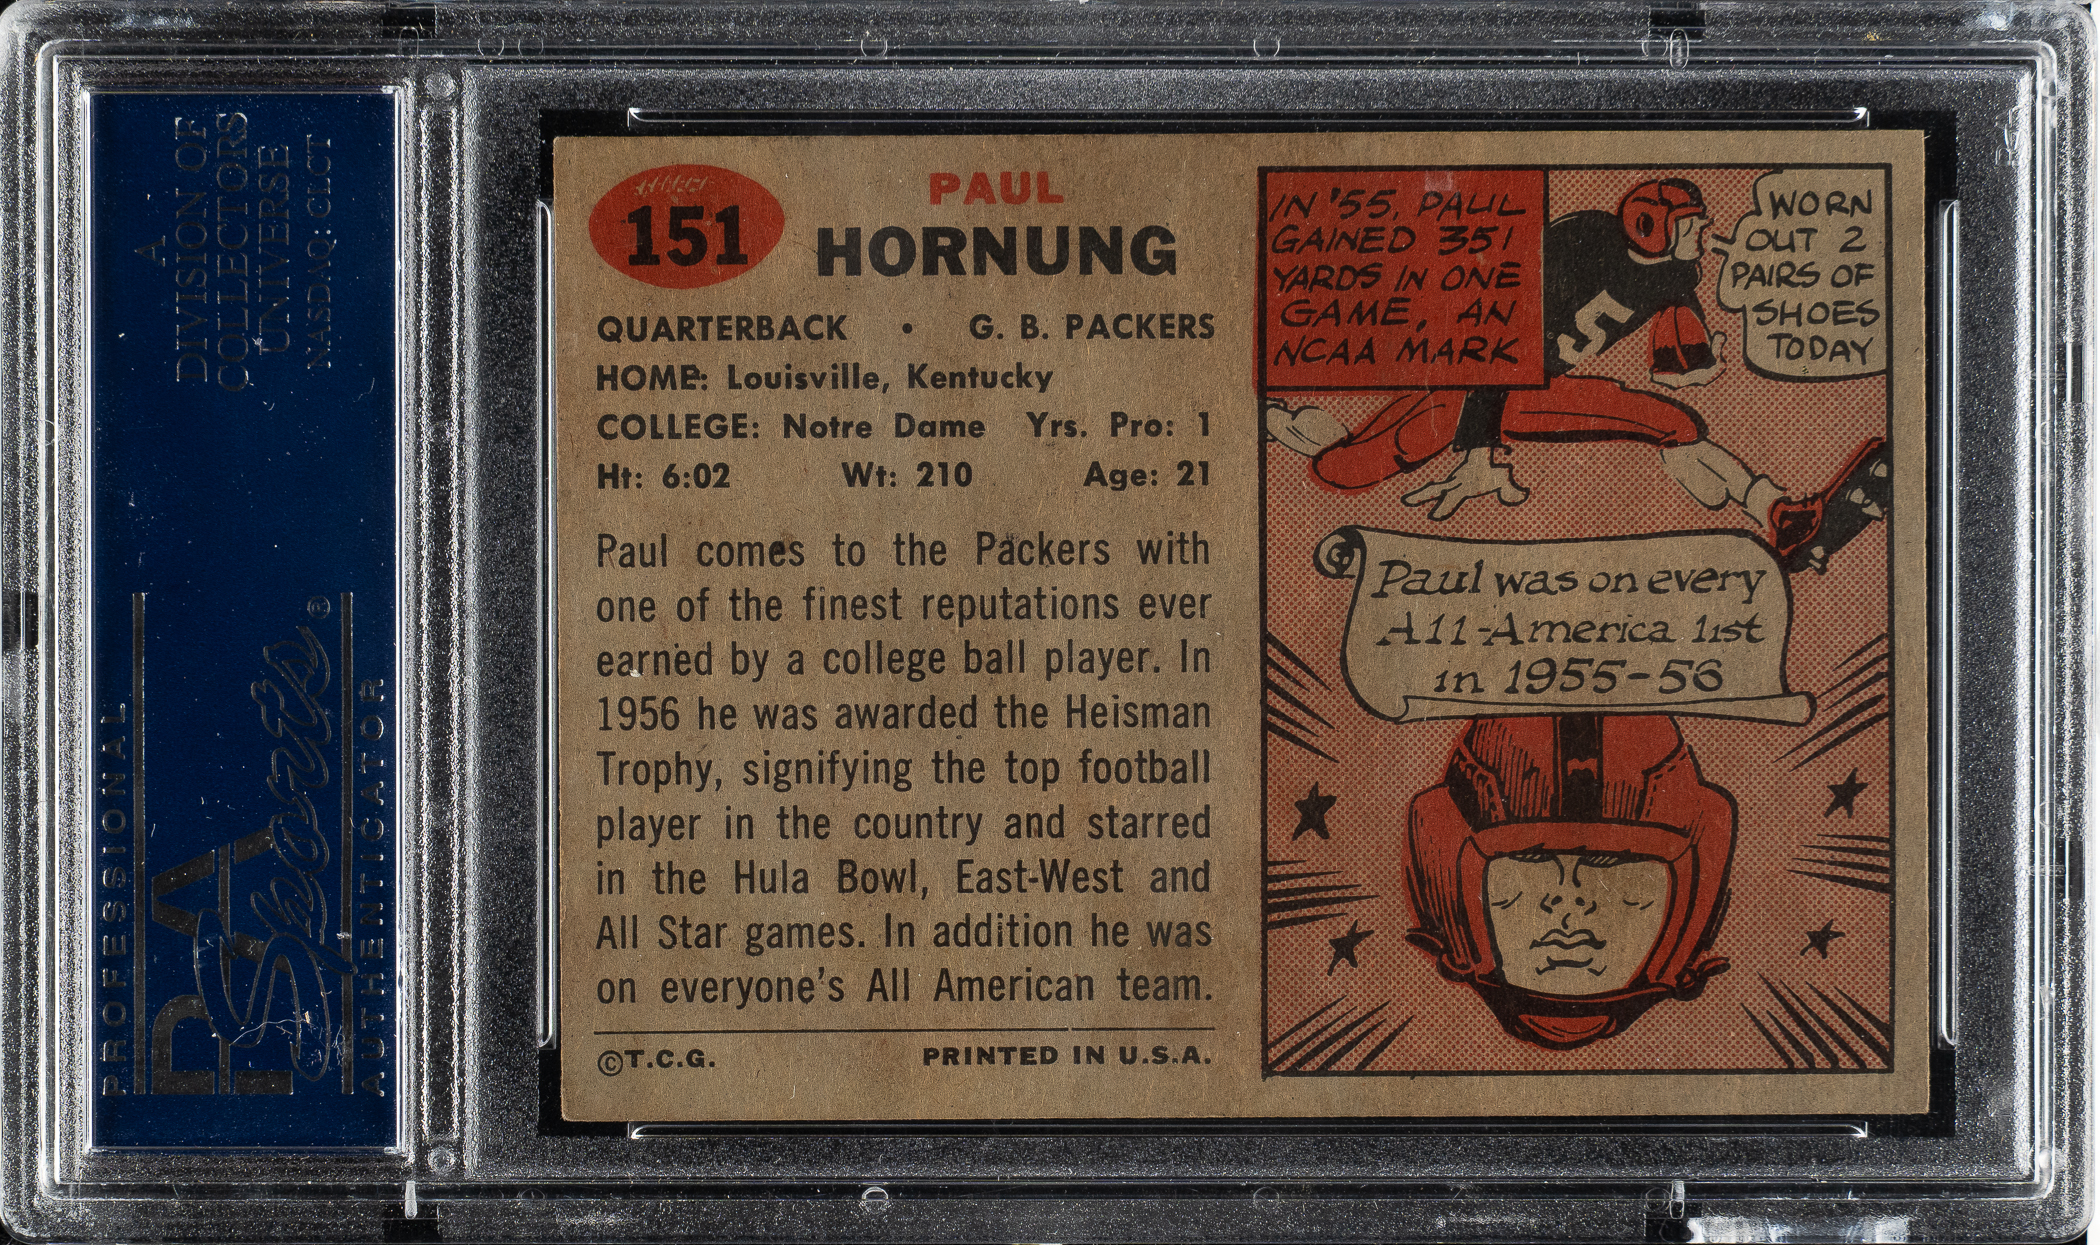 A
DIVISION OF
COLLECTORS
UNIVERSE
NASDAQ: CLCT
PROFESSIONAL
PSA
Sports®
AUTHENTICATOR
151
PAUL
HORNUNG
QUARTERBACK • G. B. PACKERS
HOME: Louisville, Kentucky
COLLEGE: Notre Dame Yrs. Pro: 1
Ht: 6:02 Wt: 210 Age: 21
Paul comes to the Packers with
one of the finest reputations ever
earned by a college ball player. In
1956 he was awarded the Heisman
Trophy, signifying the top football
player in the country and starred
in the Hula Bowl, East-West and
All Star games. In addition he was
on everyone's All American team.
©T.C.G. PRINTED IN U.S.A.
IN '55, PAUL
GAINED 351
YARDS IN ONE
GAME, AN
NCAA MARK
5
WORN
OUT 2
PAIRS OF
SHOES
TODAY
Paul was on every
All-America list
in 1955-56